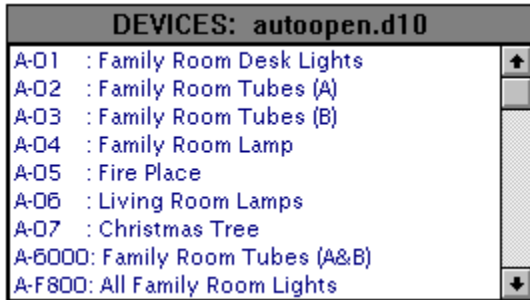 DEVICES: autoopen.d10
A-01 : Family Room Desk Lights
A-02 : Family Room Tubes (A)
A-03 : Family Room Tubes (B)
A-04 : Family Room Lamp
A-05 : Fire Place
A-06 : Living Room Lamps
A-07 : Christmas Tree
A-6000: Family Room Tubes (A&B)
A-F800: All Family Room Lights